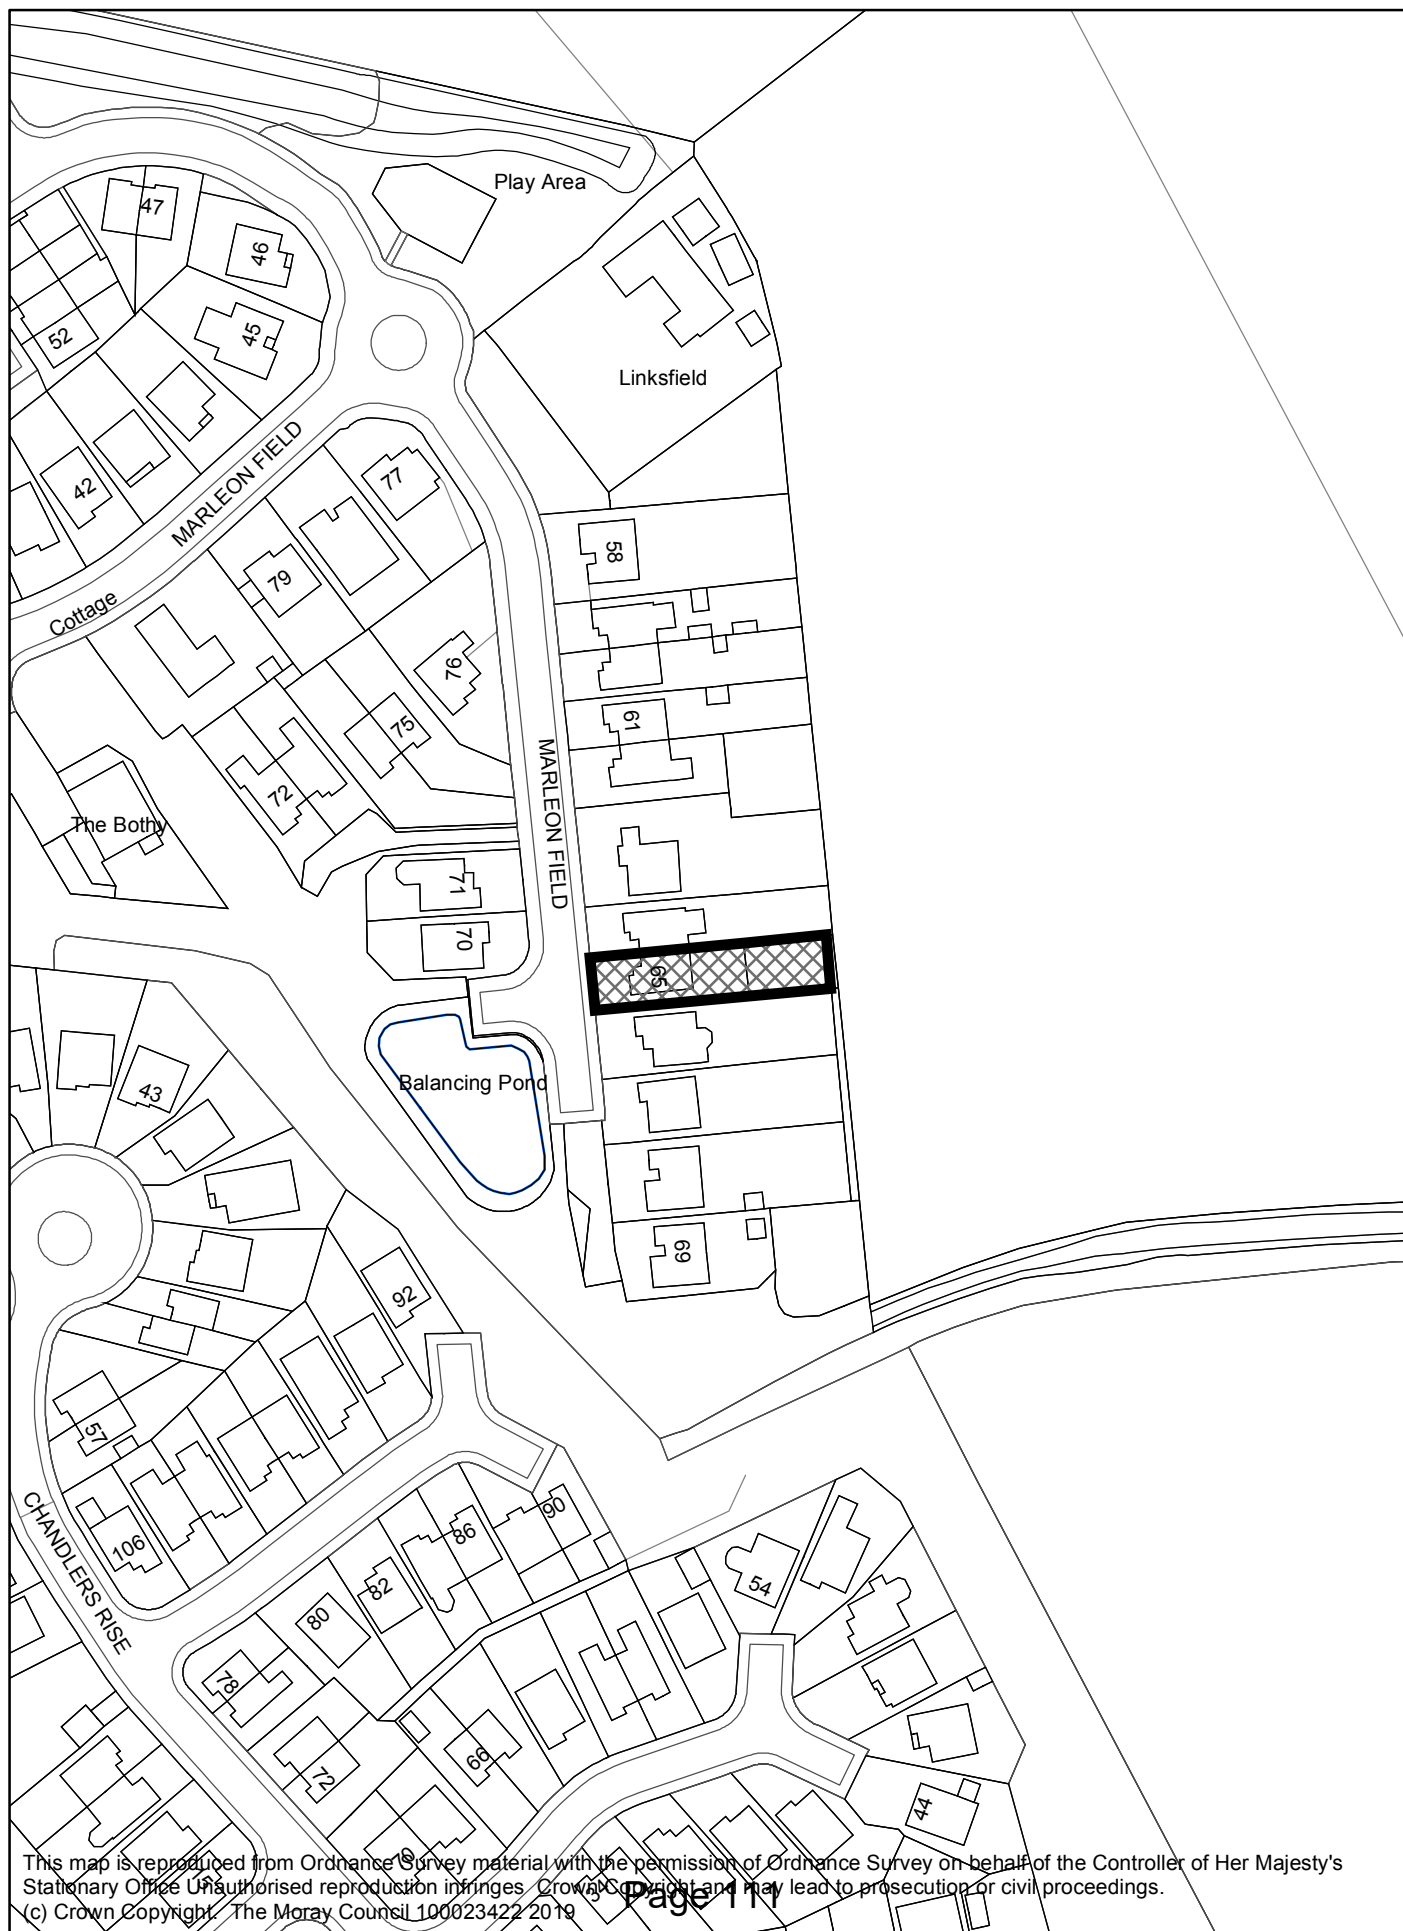 Play Area
47
46
45
52
Linksfield
42
MARLEON FIELD
77
58
79
Cottage
76
61
75
72
MARLEON FIELD
The Bothy
71
70
65
43
Balancing Pond
69
92
57
CHANDLERS RISE
106
90
86
82
54
80
78
66
72
44
70
This map is reproduced from Ordnance Survey material with the permission of Ordnance Survey on behalf of the Controller of Her Majesty's
Stationary Office Unauthorised reproduction infringes Crown Copyright and may lead to prosecution or civil proceedings.
(c) Crown Copyright. The Moray Council 100023422 2019
Page 111